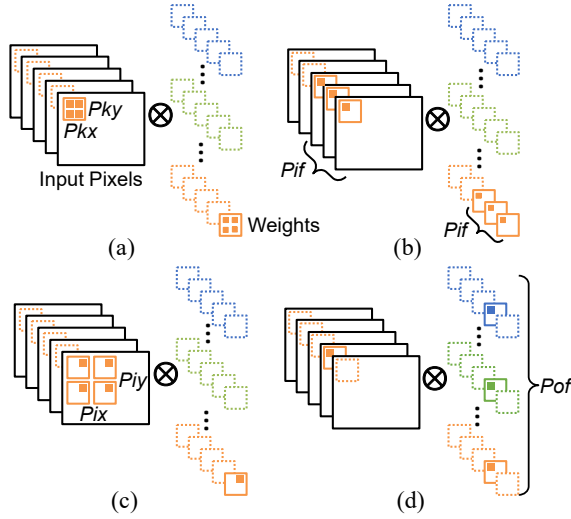 Pky
Pkx
Input Pixels
Weights
(a)
Pif
Pif
(b)
Piy
Pix
(c)
Pof
(d)